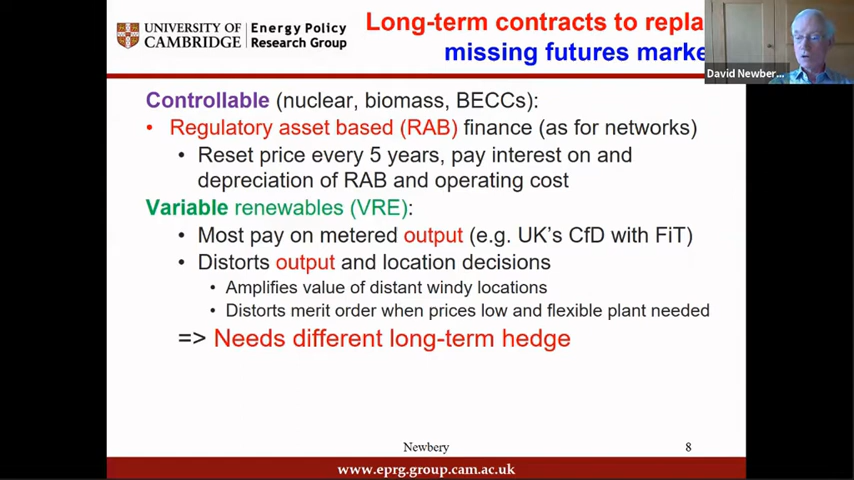 UNIVERSITY OF
CAMBRIDGE
Energy Policy
Research Group
Long-term contracts to repla
missing futures marke
David Newber...
Controllable (nuclear, biomass, BECCs):
• Regulatory asset based (RAB) finance (as for networks)
• Reset price every 5 years, pay interest on and
depreciation of RAB and operating cost
Variable renewables (VRE):
• Most pay on metered output (e.g. UK's CfD with FiT)
• Distorts output and location decisions
• Amplifies value of distant windy locations
• Distorts merit order when prices low and flexible plant needed
=> Needs different long-term hedge
Newbery
8
www.eprg.group.cam.ac.uk